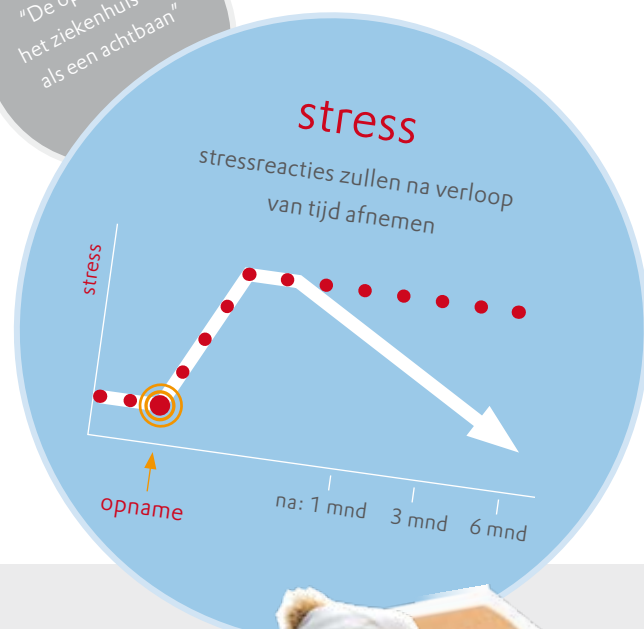 “De op
het ziekenhuis
als een achtbaan”
stress
stressreacties zullen na verloop
van tijd afnemen
stress
opname
na: 1 mnd
3 mnd
6 mnd